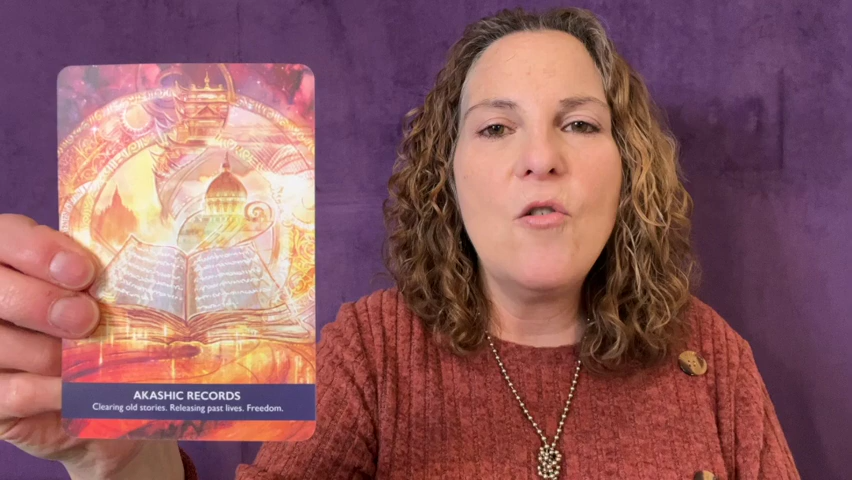 AKASHIC RECORDS
Clearing old stories. Releasing past lives. Freedom.